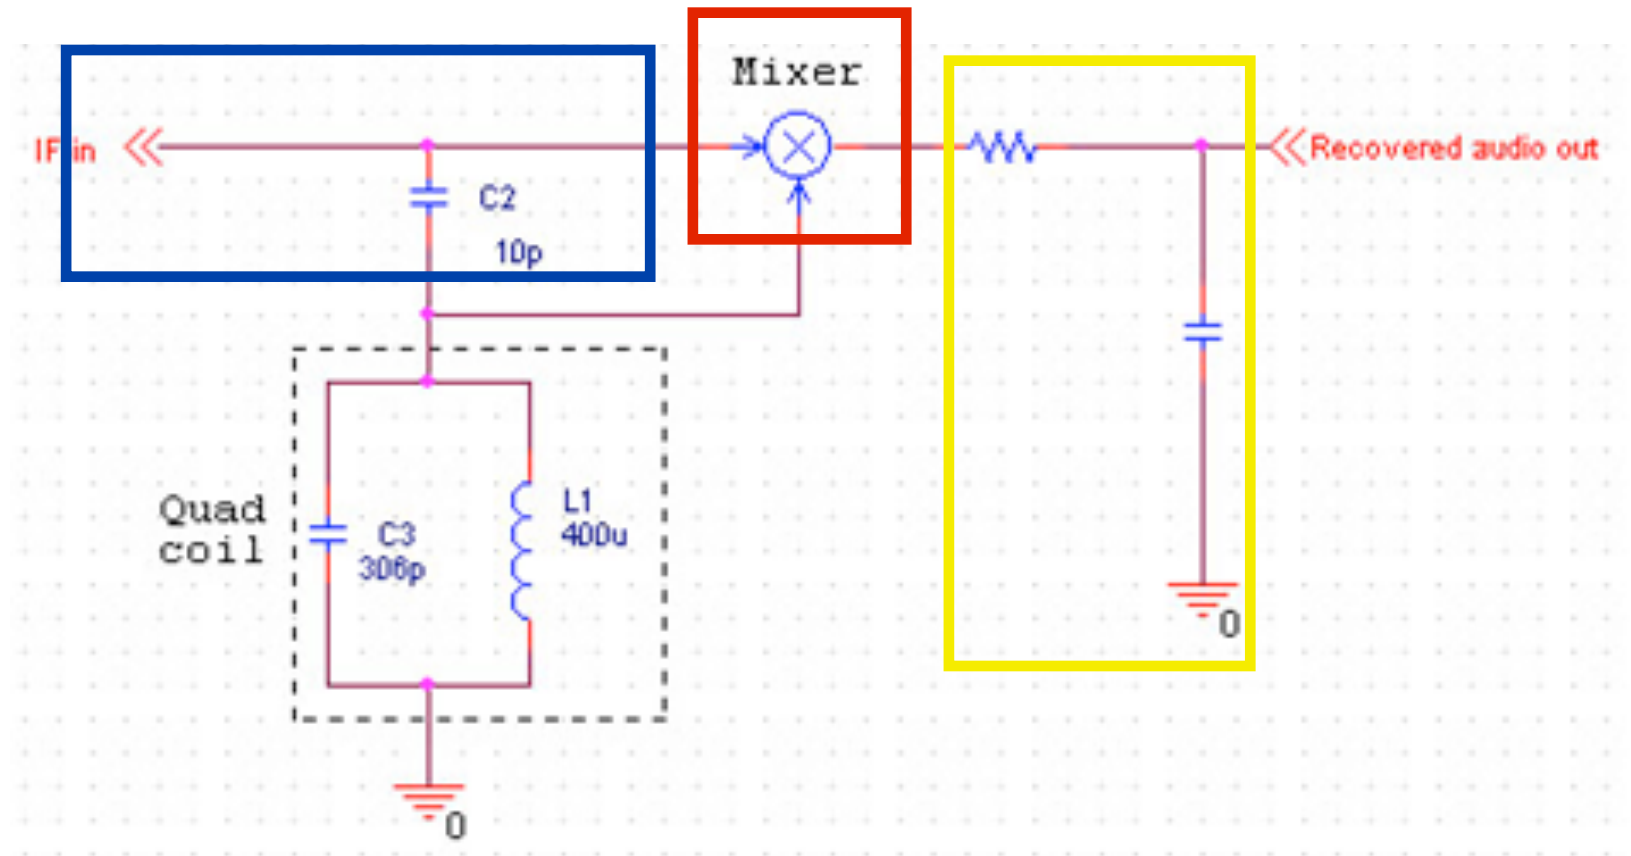 Mixer
IF in
Recovered audio out
C2
10p
Quad
coil
C3
306p
L1
400u
0
0